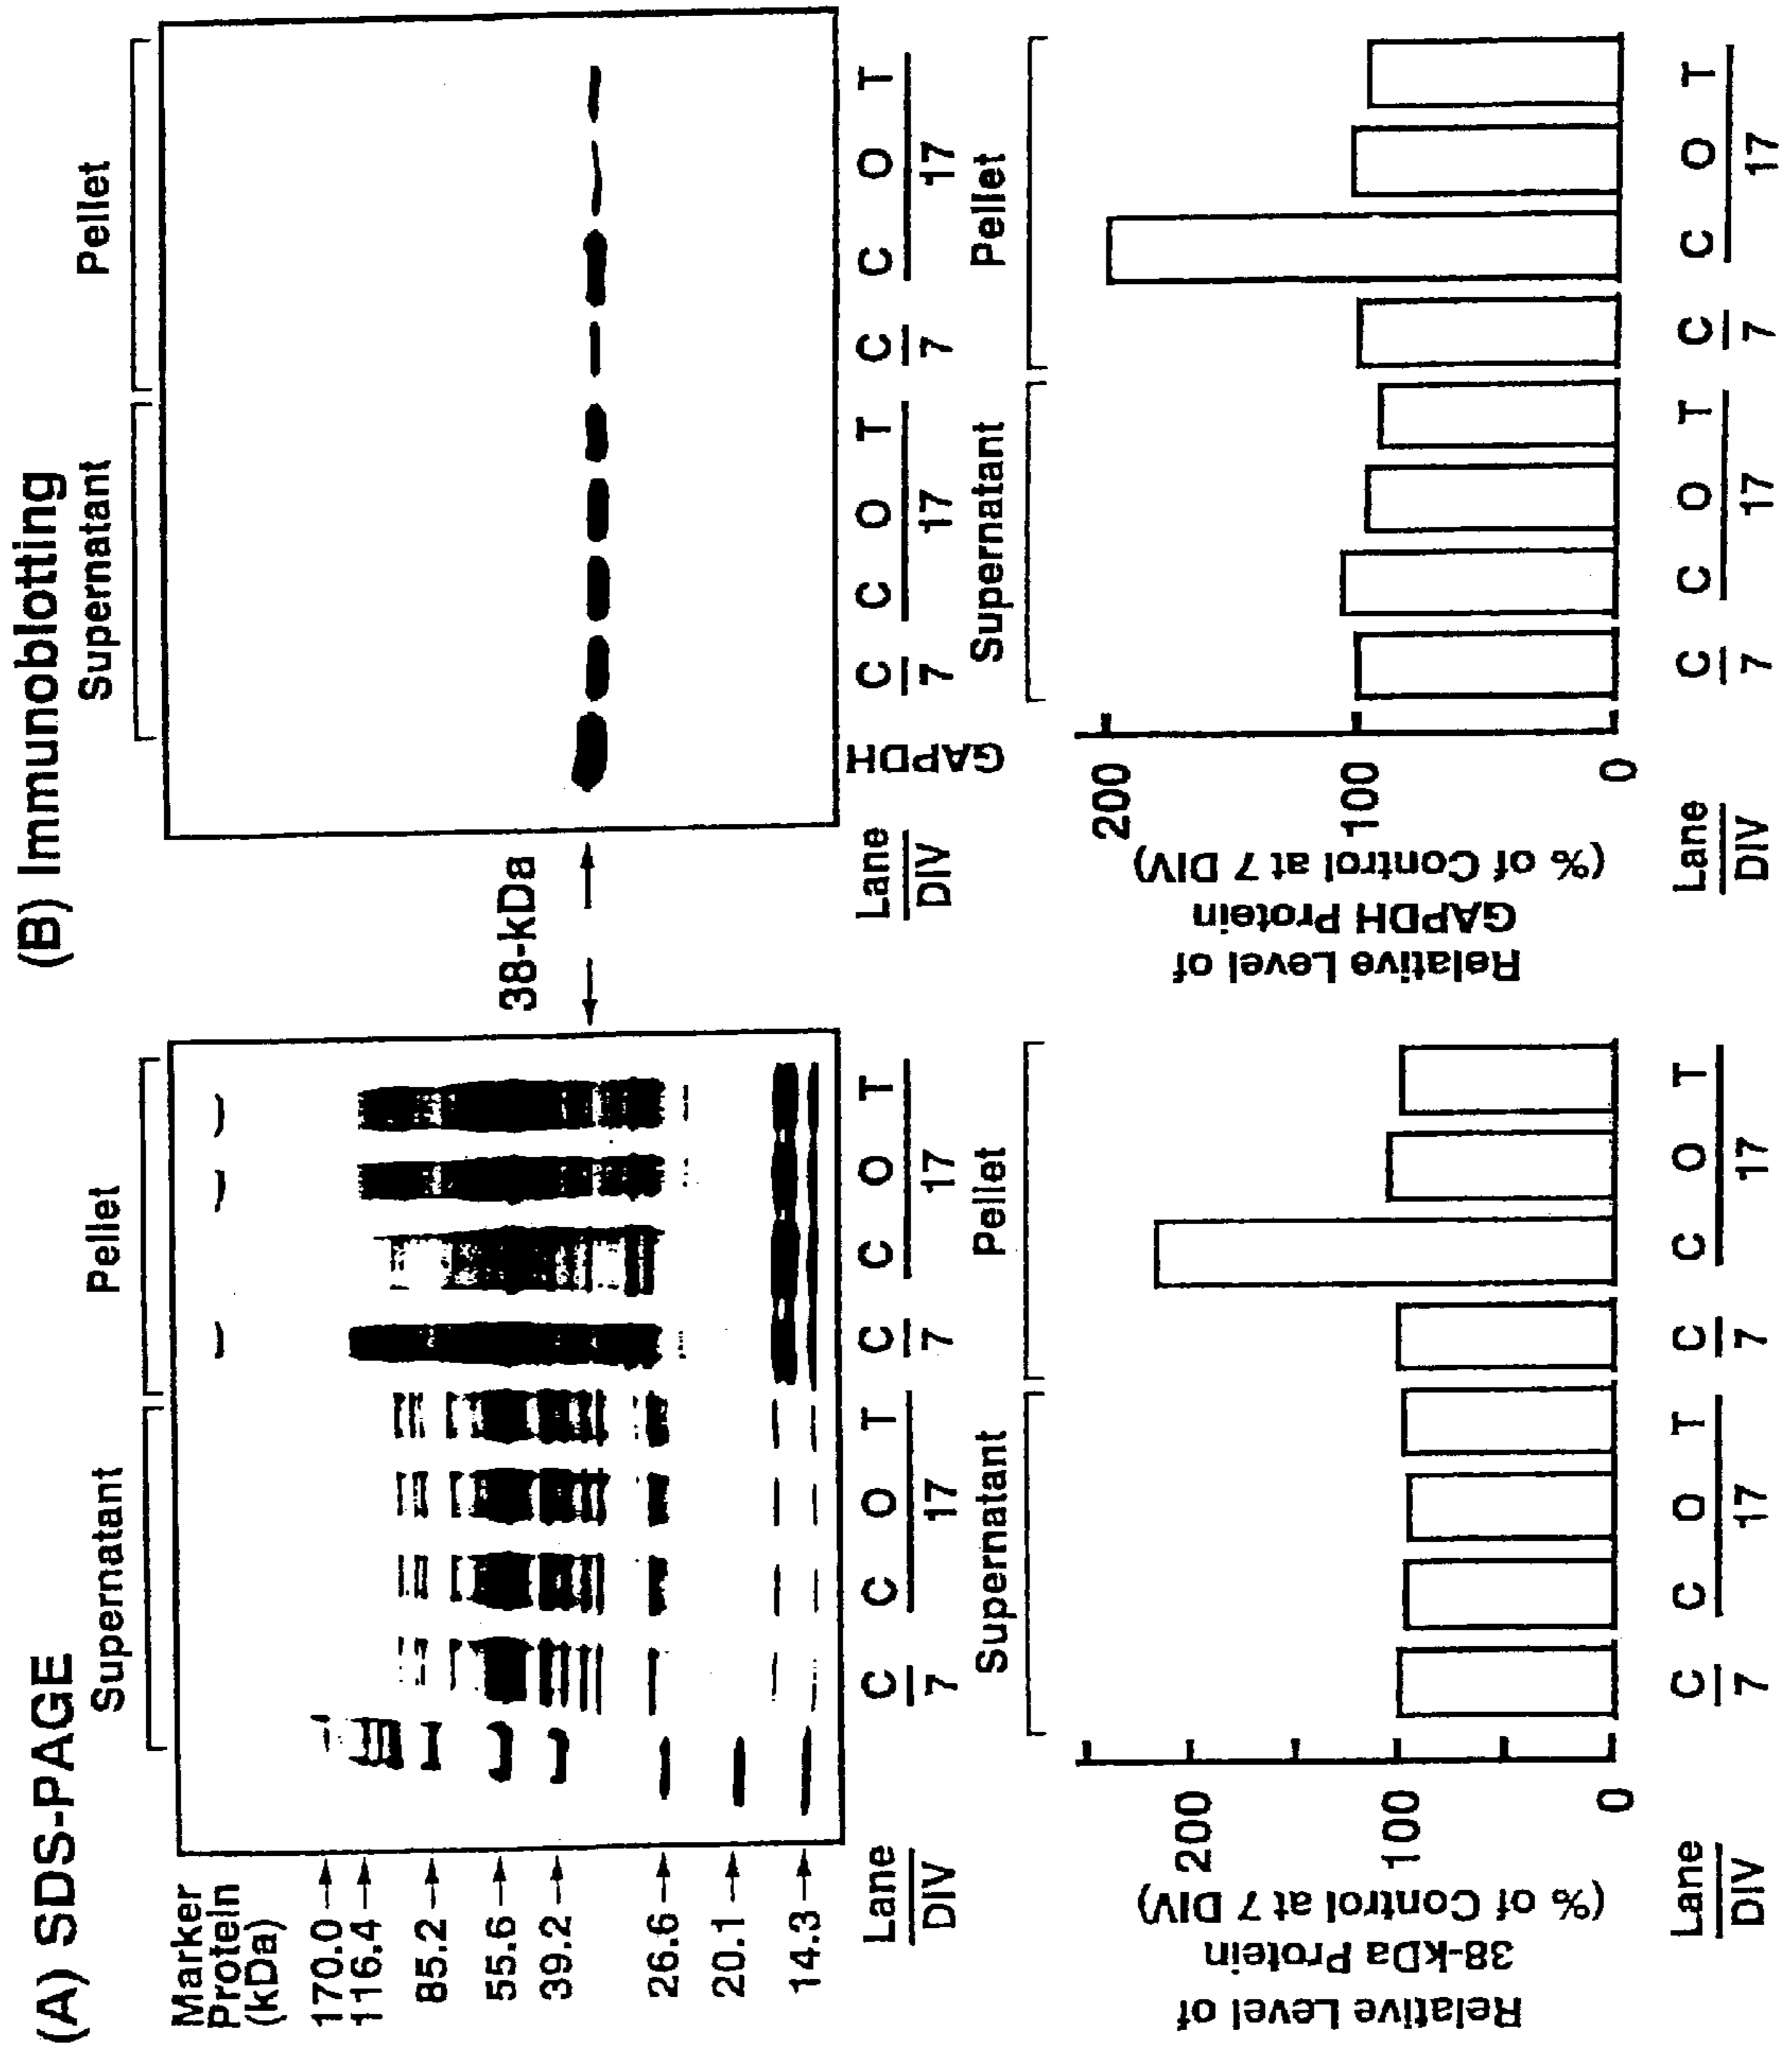 (A) SDS-PAGE
Supernatant Pellet
Marker
Protein
(kDa)
170.0
116.4
85.2
55.6
39.2
26.6
20.1
14.3
38-kDa
Lane C C O T C C O T
DIV 7 17 7 17
Supernatant Pellet
Relative Level of
38-kDa Protein
(% of Control at 7 DIV)
200
100
0
Lane C C O T C C O T
DIV 7 17 7 17
(B) Immunoblotting
Supernatant Pellet
Lane GAPDH C C O T C C O T
DIV 7 17 7 17
Supernatant Pellet
Relative Level of
GAPDH Protein
(% of Control at 7 DIV)
200
100
0
Lane C C O T C C O T
DIV 7 17 7 17